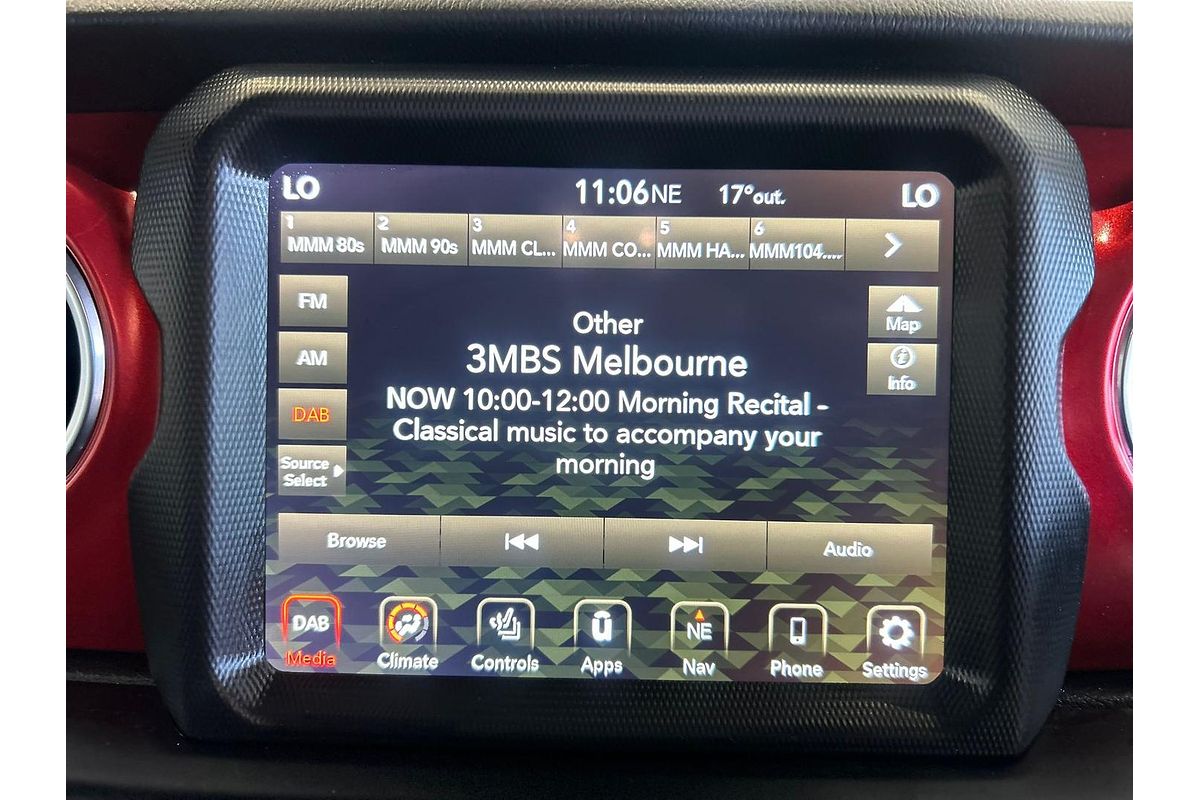 LO 11:06 NE 17° out. LO
1 2 3 4 5 6
MMM 80s MMM 90s MMM CL... MMM CO... MMM HA... MMM104....
FM
AM
DAB
Source
Select
Other
3MBS Melbourne
NOW 10:00-12:00 Morning Recital -
Classical music to accompany your
morning
Map
Info
Browse Audio
DAB NE
Media Climate Controls Apps Nav Phone Settings